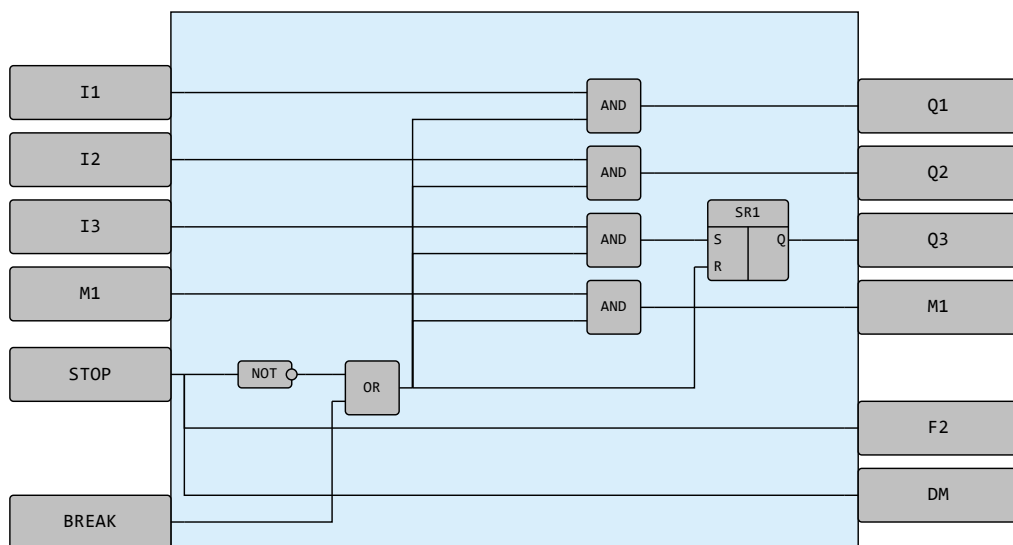 I1
I2
I3
M1
STOP
BREAK
NOT
OR
AND
AND
AND
AND
SR1
S Q
R
Q1
Q2
Q3
M1
F2
DM